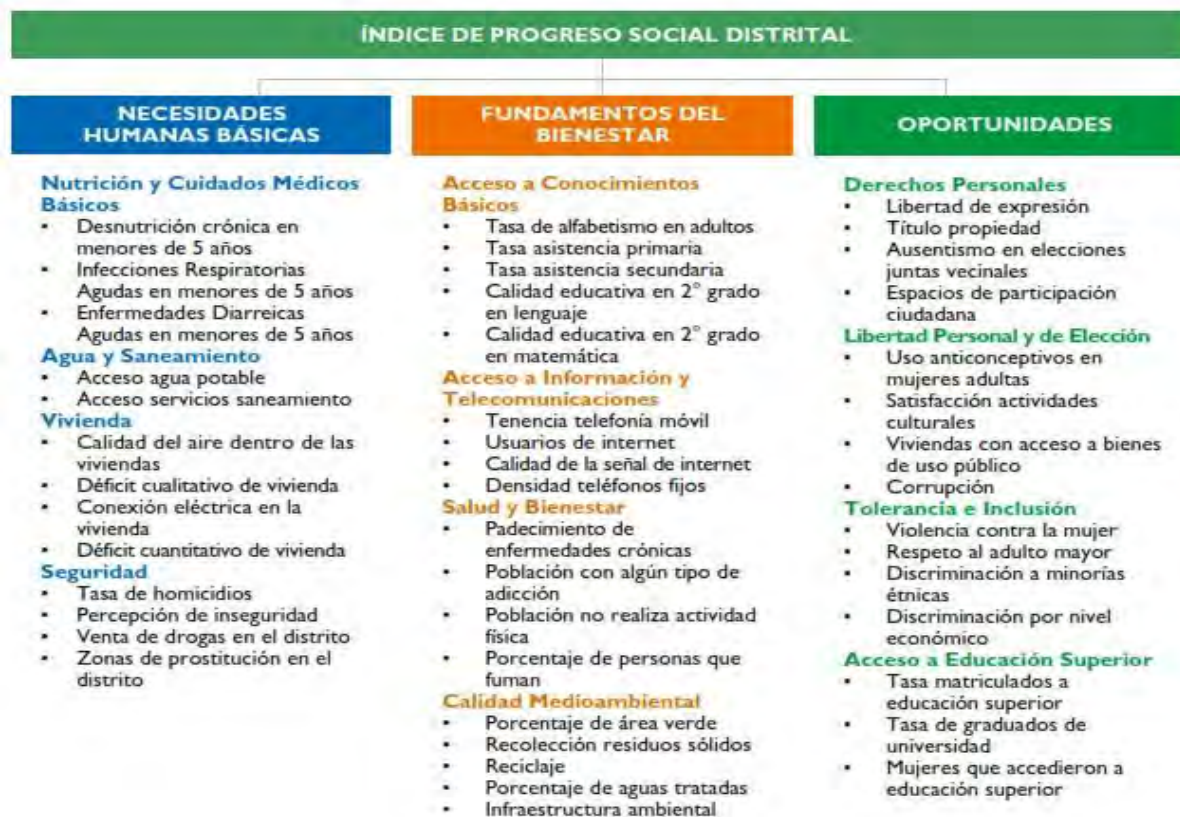 ÍNDICE DE PROGRESO SOCIAL DISTRITAL
NECESIDADES
HUMANAS BÁSICAS
Nutrición y Cuidados Médicos
Básicos
• Desnutrición crónica en
menores de 5 años
• Infecciones Respiratorias
Agudas en menores de 5 años
• Enfermedades Diarreicas
Agudas en menores de 5 años
Agua y Saneamiento
• Acceso agua potable
• Acceso servicios saneamiento
Vivienda
• Calidad del aire dentro de las
viviendas
• Déficit cualitativo de vivienda
• Conexión eléctrica en la
vivienda
• Déficit cuantitativo de vivienda
Seguridad
• Tasa de homicidios
• Percepción de inseguridad
• Venta de drogas en el distrito
• Zonas de prostitución en el
distrito
FUNDAMENTOS DEL
BIENESTAR
Acceso a Conocimientos
Básicos
• Tasa de alfabetismo en adultos
• Tasa asistencia primaria
• Tasa asistencia secundaria
• Calidad educativa en 2° grado
en lenguaje
• Calidad educativa en 2° grado
en matemática
Acceso a Información y
Telecomunicaciones
• Tenencia telefonía móvil
• Usuarios de internet
• Calidad de la señal de internet
• Densidad teléfonos fijos
Salud y Bienestar
• Padecimiento de
enfermedades crónicas
• Población con algún tipo de
adicción
• Población no realiza actividad
física
• Porcentaje de personas que
fuman
Calidad Medioambiental
• Porcentaje de área verde
• Recolección residuos sólidos
• Reciclaje
• Porcentaje de aguas tratadas
• Infraestructura ambiental
OPORTUNIDADES
Derechos Personales
• Libertad de expresión
• Título propiedad
• Ausentismo en elecciones
juntas vecinales
• Espacios de participación
ciudadana
Libertad Personal y de Elección
• Uso anticonceptivos en
mujeres adultas
• Satisfacción actividades
culturales
• Viviendas con acceso a bienes
de uso público
• Corrupción
Tolerancia e Inclusión
• Violencia contra la mujer
• Respeto al adulto mayor
• Discriminación a minorías
étnicas
• Discriminación por nivel
económico
Acceso a Educación Superior
• Tasa matriculados a
educación superior
• Tasa de graduados de
universidad
• Mujeres que accedieron a
educación superior